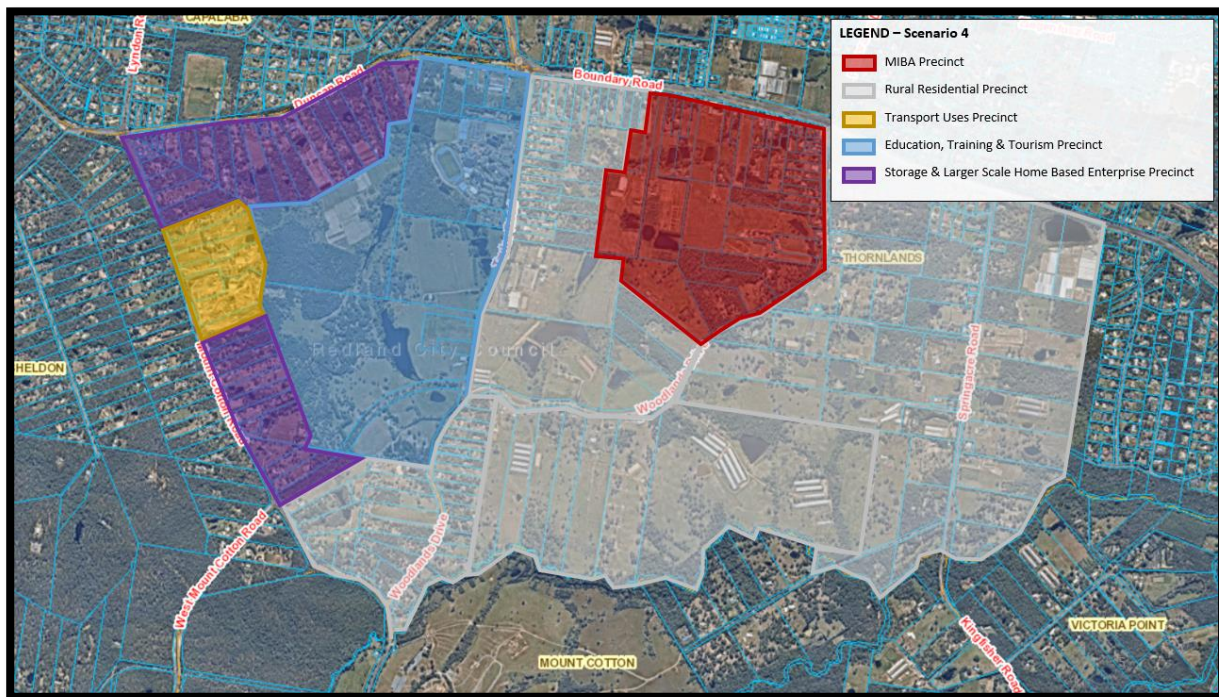 CAPALABA
Lyndon Ro
Duncan Road
Boundary Road
LEGEND – Scenario 4
MIBA Precinct
Rural Residential Precinct
Transport Uses Precinct
Education, Training & Tourism Precinct
Storage & Larger Scale Home Based Enterprise Precinct
THORNLANDS
Redland City Council
HELDON
Springacre Road
West Mount Cotton Road
Woodlands Drive
Kingfisher Road
VICTORIA POINT
MOUNT COTTON